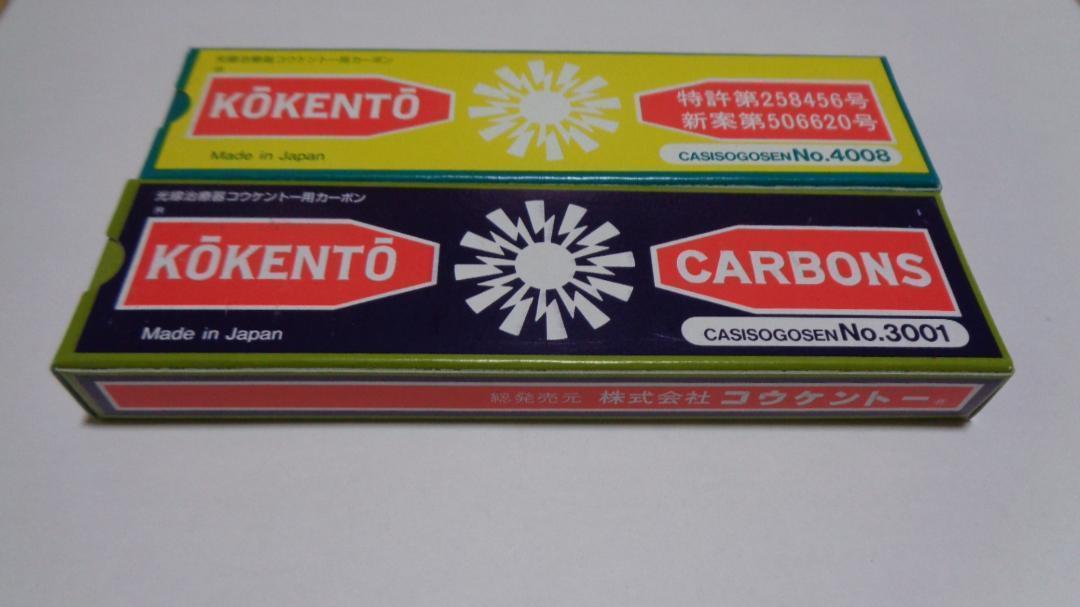 光線治療器コウケントー用カーボン
KŌKENTŌ
特許第258456号
新案第506620号
Made in Japan
CASISOGOSEN No.4008
光線治療器コウケントー用カーボン
KŌKENTŌ
CARBONS
Made in Japan
CASISOGOSEN No.3001
総発売元 株式会社 コウケントー